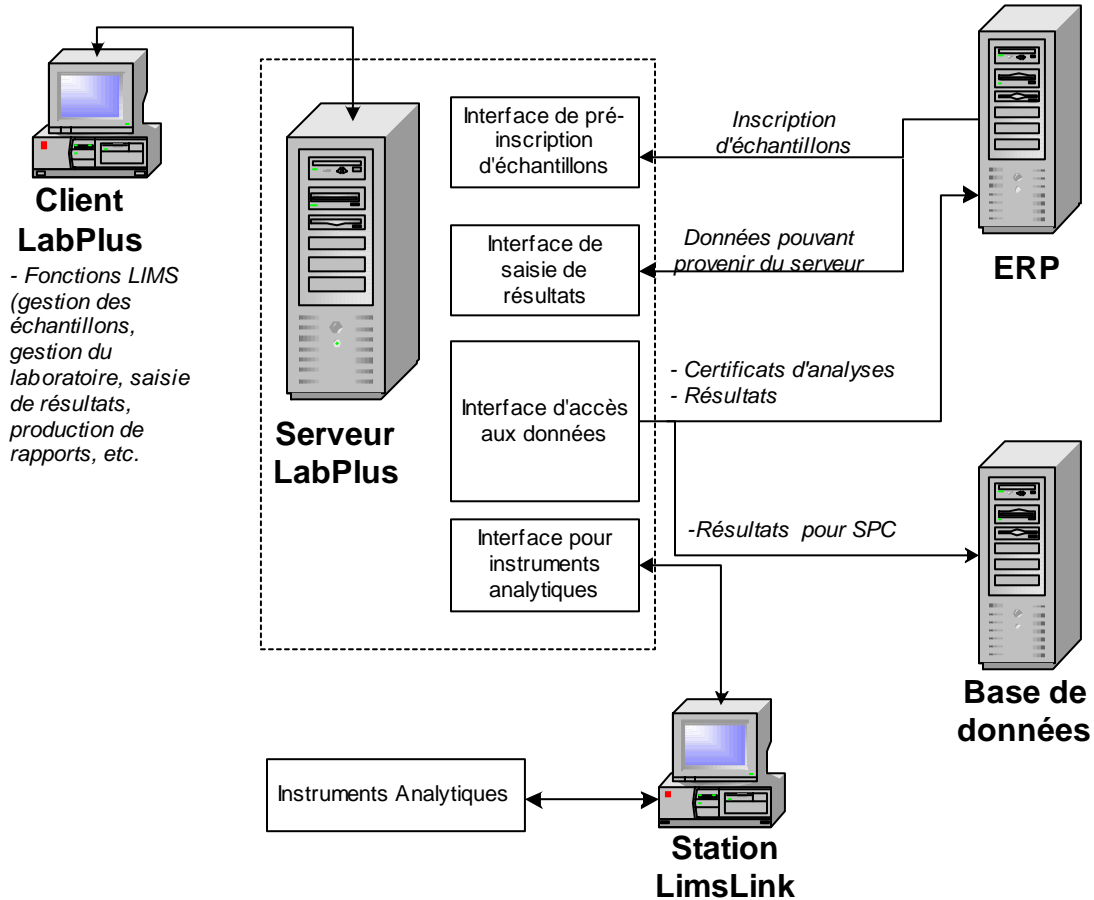 Client
LabPlus
- Fonctions LIMS
(gestion des
échantillons,
gestion du
laboratoire, saisie
de résultats,
production de
rapports, etc.
Serveur
LabPlus
Interface de pré-
inscription
d'échantillons
Interface de
saisie de
résultats
Interface d'accès
aux données
Interface pour
instruments
analytiques
Inscription
d'échantillons
Données pouvant
provenir du serveur
- Certificats d'analyses
- Résultats
-Résultats pour SPC
ERP
Base de
données
Instruments Analytiques
Station
LimsLink